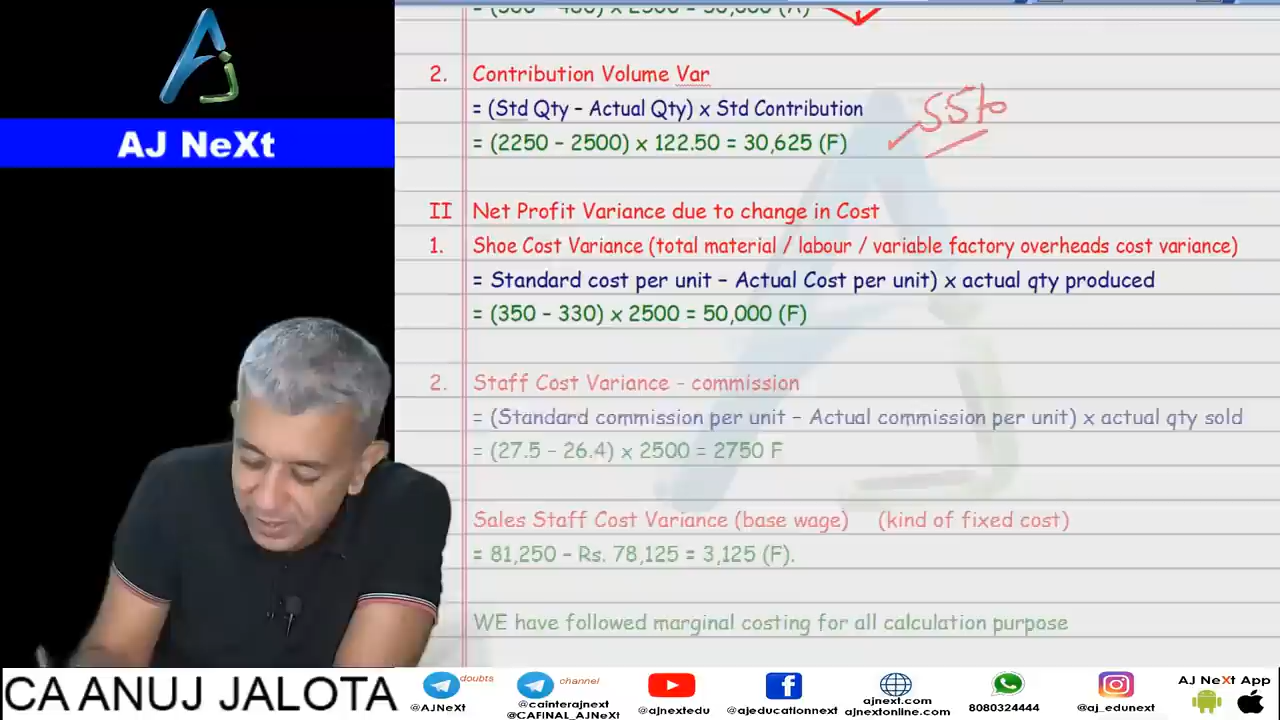 AJ NeXt
2. Contribution Volume Var
= (Std Qty – Actual Qty) x Std Contribution
= (2250 – 2500) x 122.50 = 30,625 (F)
II Net Profit Variance due to change in Cost
1. Shoe Cost Variance (total material / labour / variable factory overheads cost variance)
= Standard cost per unit – Actual Cost per unit) x actual qty produced
= (350 – 330) x 2500 = 50,000 (F)
2. Staff Cost Variance - commission
= (Standard commission per unit – Actual commission per unit) x actual qty sold
= (27.5 – 26.4) x 2500 = 2750 F
Sales Staff Cost Variance (base wage) (kind of fixed cost)
= 81,250 – Rs. 78,125 = 3,125 (F).
WE have followed marginal costing for all calculation purpose
CA ANUJ JALOTA
doubts
@AJNeXt
channel
@cainterajnext
@CAFINAL_AJNeXt
@ajnextedu
@ajeducationnext
ajnext.com
ajnextonline.com
8080324444
@aj_edunext
AJ NeXt App